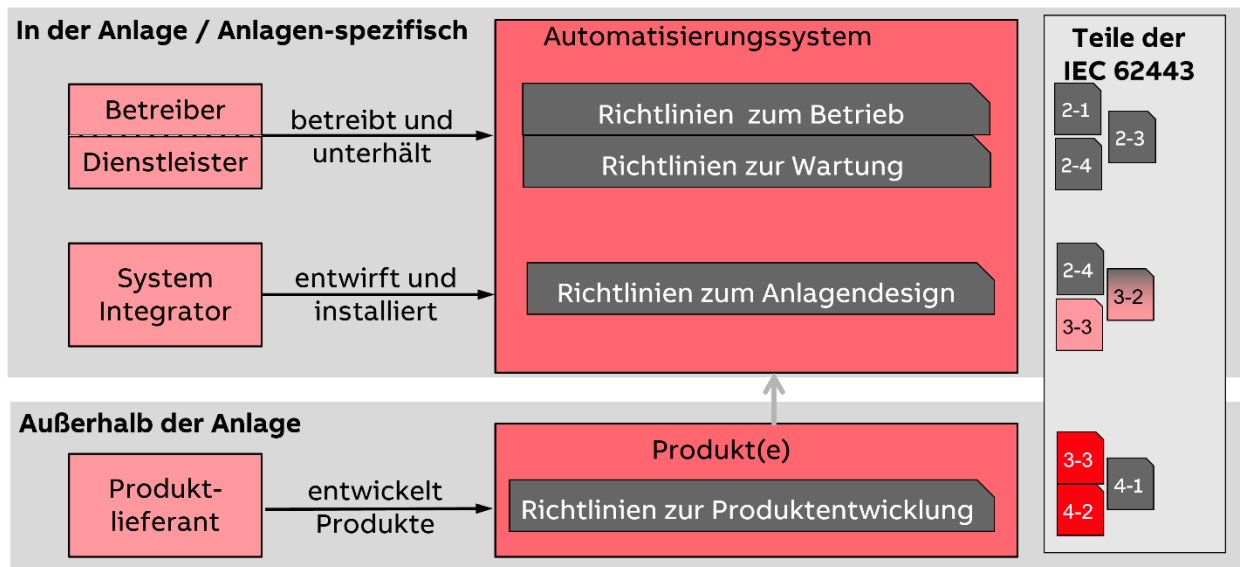 In der Anlage / Anlagen-spezifisch
Automatisierungssystem
Teile der
IEC 62443
Betreiber
Dienstleister
betreibt und
unterhält
Richtlinien zum Betrieb
Richtlinien zur Wartung
2-1
2-3
2-4
System
Integrator
entwirft und
installiert
Richtlinien zum Anlagendesign
2-4
3-2
3-3
Außerhalb der Anlage
Produkt(e)
Produkt-
lieferant
entwickelt
Produkte
Richtlinien zur Produktentwicklung
3-3
4-1
4-2